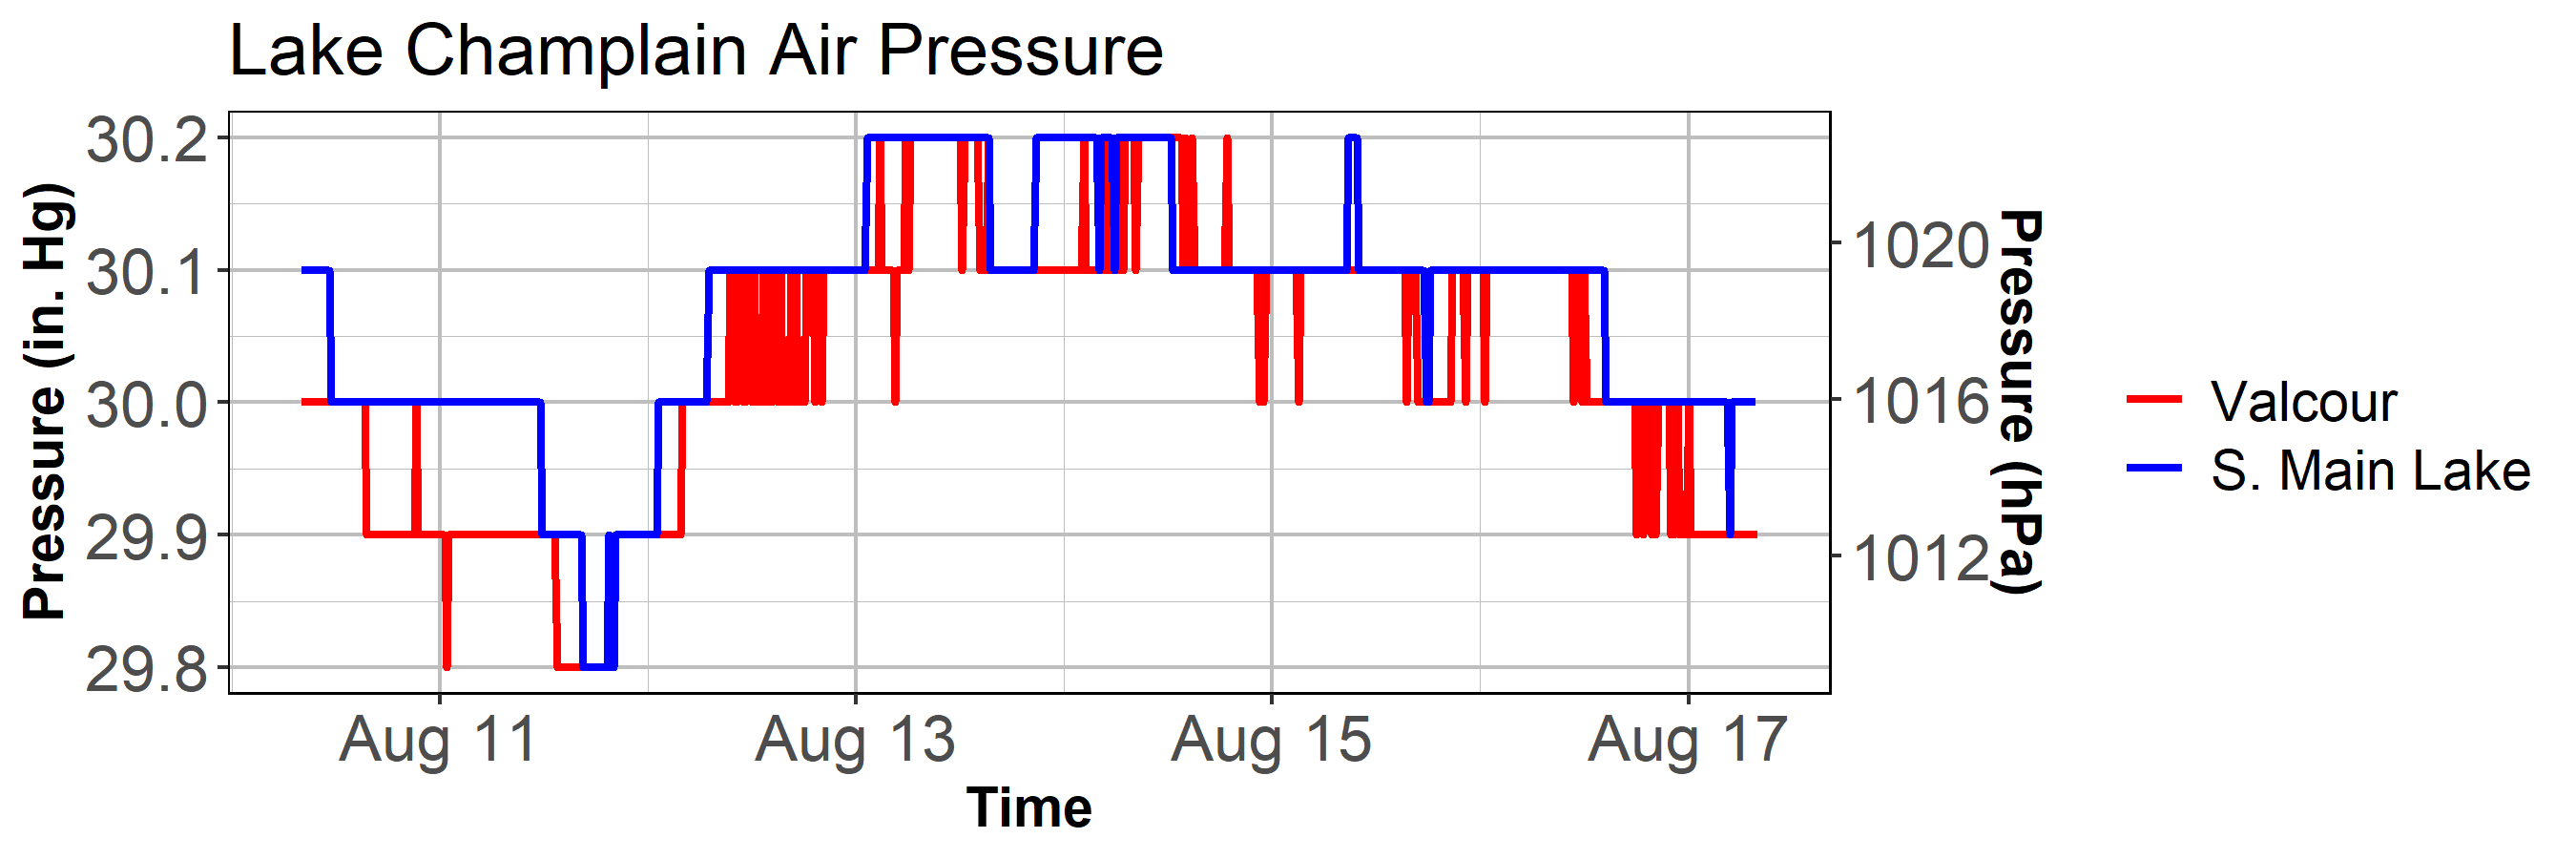 Lake Champlain Air Pressure
Pressure (in. Hg)
30.2
30.1
30.0
29.9
29.8
1020
1016
1012
Pressure (hPa)
Aug 11
Aug 13
Aug 15
Aug 17
Time
Valcour
S. Main Lake